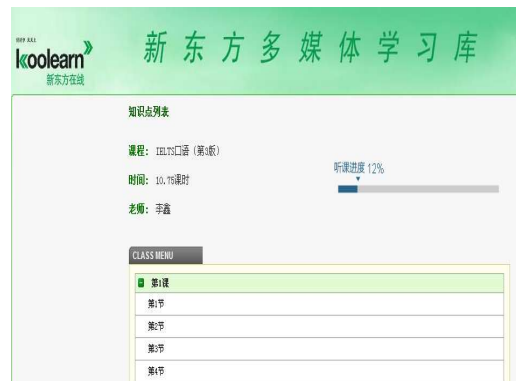 koolearn
新东方在线
新东方多媒体学习库
知识点列表
课程： IELTS口语（第3版）
听课进度 12%
时间： 10.75课时
老师： 李鑫
CLASS MENU
第1课
第1节
第2节
第3节
第4节